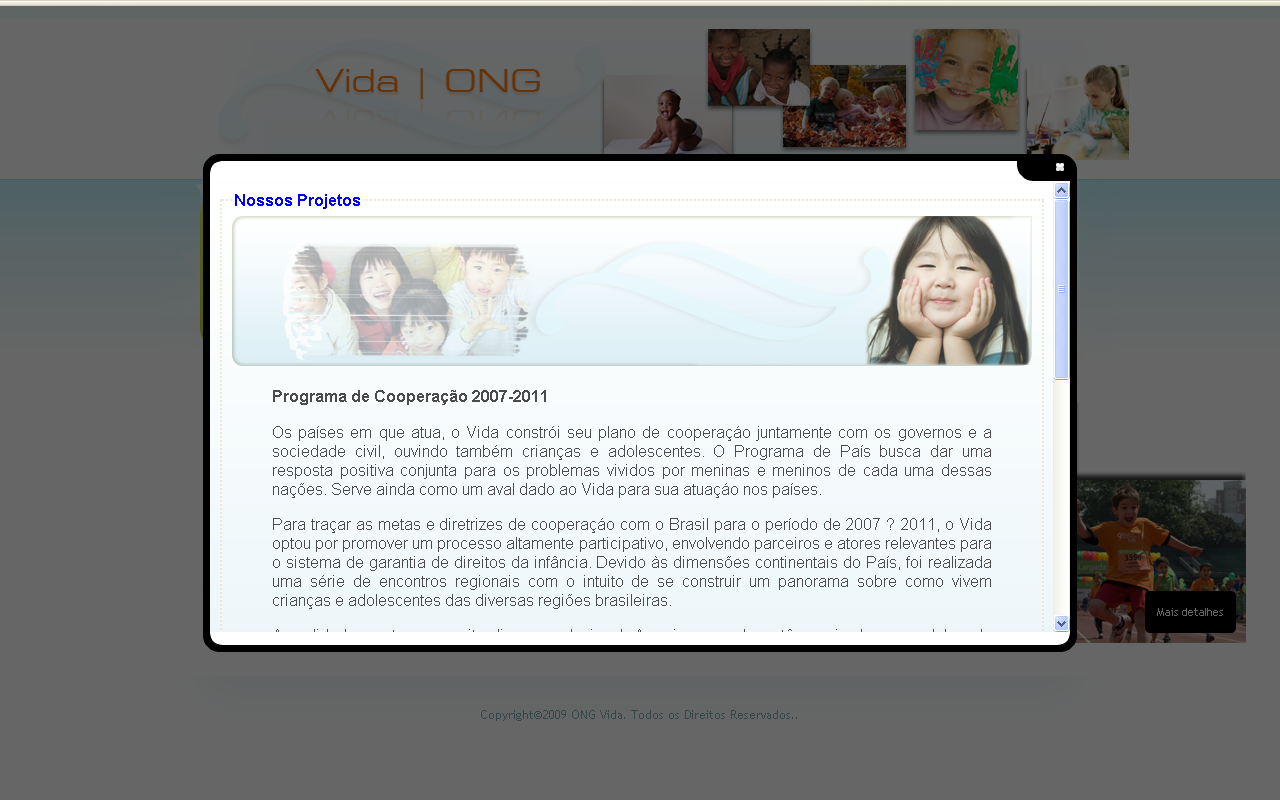 Vida | ONG
Nossos Projetos
Programa de Cooperação 2007-2011
Os países em que atua, o Vida constrói seu plano de cooperação juntamente com os governos e a
sociedade civil, ouvindo também crianças e adolescentes. O Programa de País busca dar uma
resposta positiva conjunta para os problemas vividos por meninas e meninos de cada uma dessas
nações. Serve ainda como um aval dado ao Vida para sua atuação nos países.
Para traçar as metas e diretrizes de cooperação com o Brasil para o período de 2007 ? 2011, o Vida
optou por promover um processo altamente participativo, envolvendo parceiros e atores relevantes para
o sistema de garantia de direitos da infância. Devido às dimensões continentais do País, foi realizada
uma série de encontros regionais com o intuito de se construir um panorama sobre como vivem
crianças e adolescentes das diversas regiões brasileiras.
Mais detalhes
Copyright©2009 ONG Vida. Todos os Direitos Reservados..